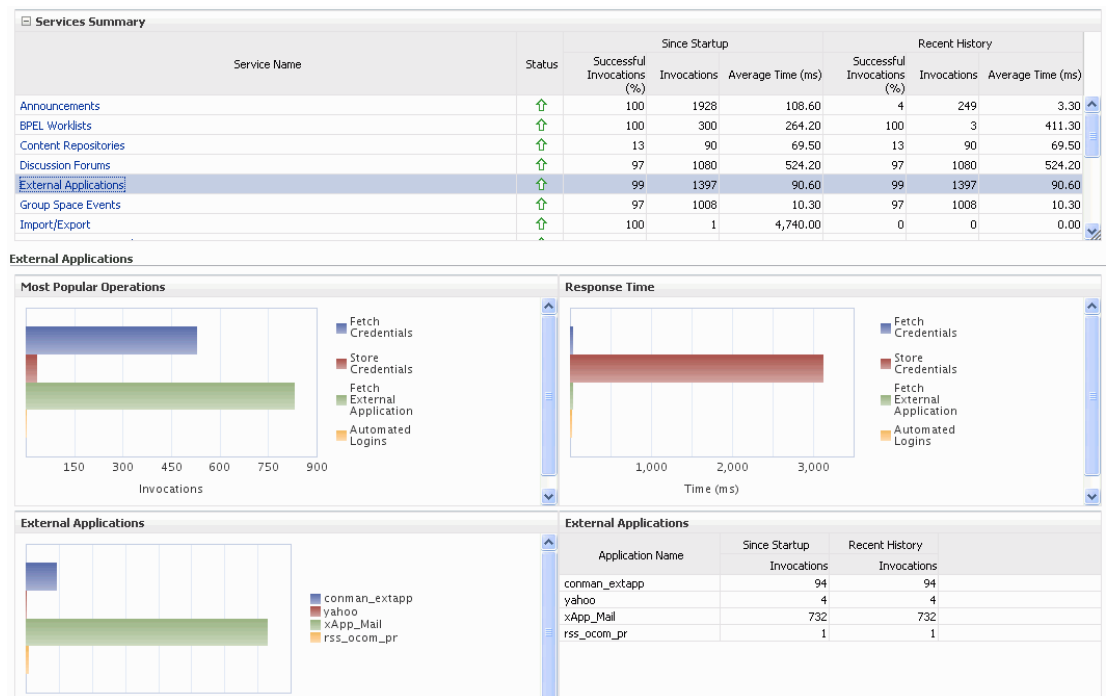 Services Summary
Since Startup Recent History
Service Name Status Successful Invocations (%) Invocations Average Time (ms) Successful Invocations (%) Invocations Average Time (ms)
Announcements 100 1928 108.60 4 249 3.30
BPEL Worklists 100 300 264.20 100 3 411.30
Content Repositories 13 90 69.50 13 90 69.50
Discussion Forums 97 1080 524.20 97 1080 524.20
External Applications 99 1397 90.60 99 1397 90.60
Group Space Events 97 1008 10.30 97 1008 10.30
Import/Export 100 1 4,740.00 0 0 0.00
External Applications
Most Popular Operations
Fetch
Credentials
Store
Credentials
Fetch
External
Application
Automated
Logins
150 300 450 600 750 900
Invocations
Response Time
Fetch
Credentials
Store
Credentials
Fetch
External
Application
Automated
Logins
1,000 2,000 3,000
Time (ms)
External Applications
conman_extapp
yahoo
xApp_Mail
rss_ocom_pr
External Applications
Application Name Since Startup Recent History
Invocations Invocations
conman_extapp 94 94
yahoo 4 4
xApp_Mail 732 732
rss_ocom_pr 1 1